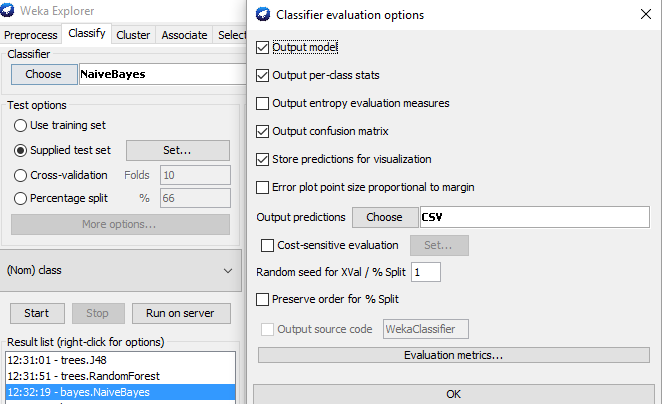 Weka Explorer
Preprocess Classify Cluster Associate Select
Classifier
Choose NaiveBayes
Test options
Use training set
Supplied test set Set...
Cross-validation Folds 10
Percentage split % 66
More options...
(Nom) class
Start Stop Run on server
Result list (right-click for options)
12:31:01 - trees.J48
12:31:51 - trees.RandomForest
12:32:19 - bayes.NaiveBayes
Classifier evaluation options
Output model
Output per-class stats
Output entropy evaluation measures
Output confusion matrix
Store predictions for visualization
Error plot point size proportional to margin
Output predictions Choose CSV
Cost-sensitive evaluation Set...
Random seed for XVal / % Split 1
Preserve order for % Split
Output source code WekaClassifier
Evaluation metrics...
OK